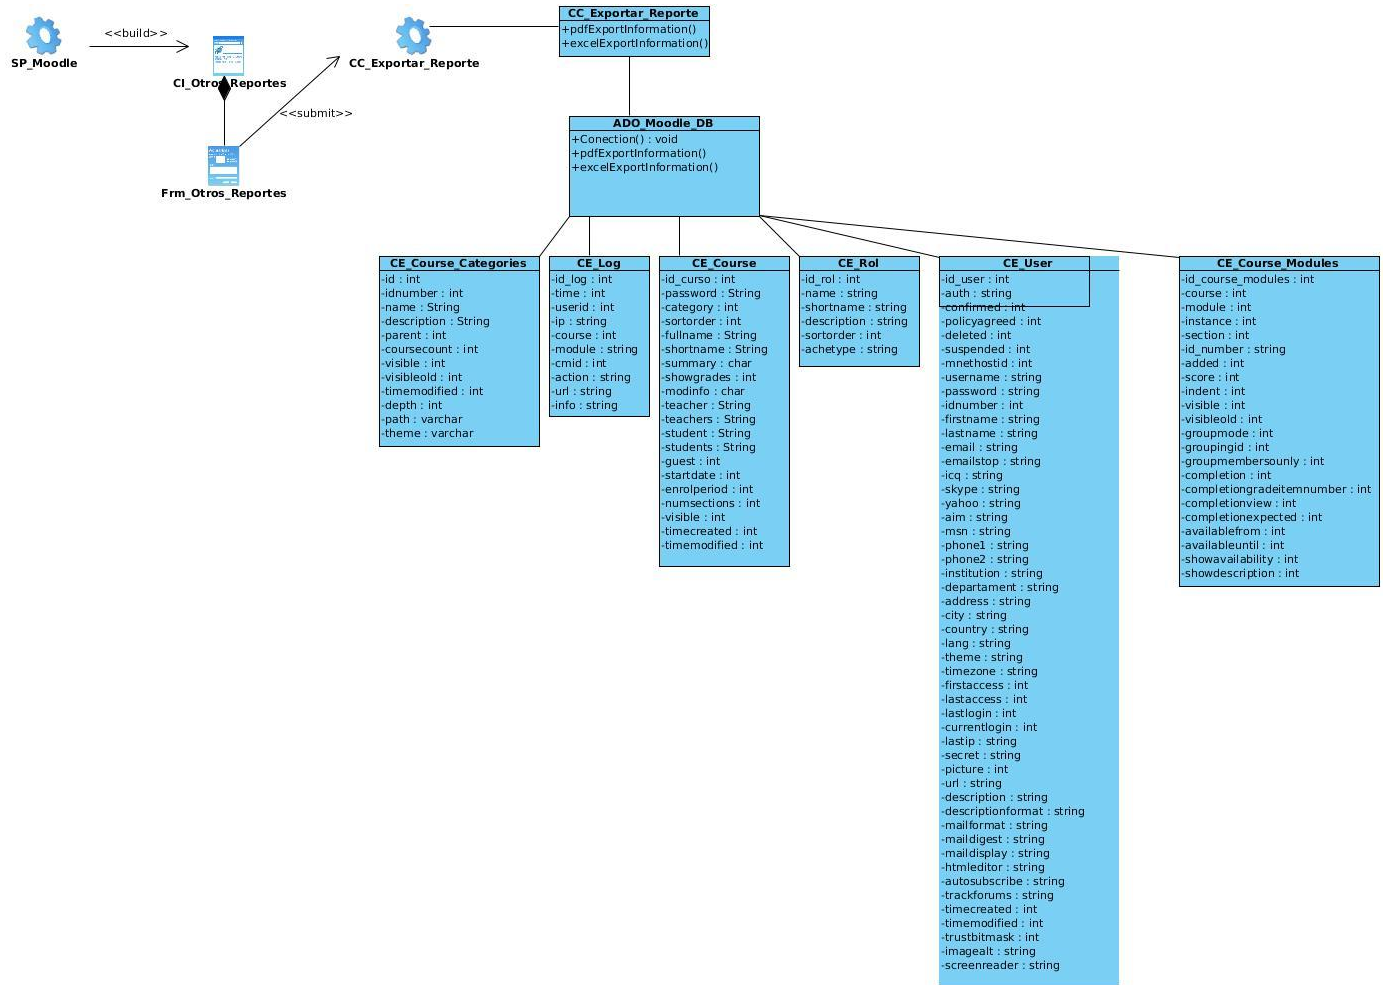 <<build>>
SP_Moodle
CI_Otros_Reportes
<<submit>>
Frm_Otros_Reportes
CC_Exportar_Reporte
CC_Exportar_Reporte
+pdfExportInformation()
+excelExportInformation()
ADO_Moodle_DB
+Conection() : void
+pdfExportInformation()
+excelExportInformation()
CE_Course_Categories
-id : int
-idnumber : int
-name : String
-description : String
-parent : int
-coursecount : int
-visible : int
-visibleold : int
-timemodified : int
-depth : int
-path : varchar
-theme : varchar
CE_Log
-id_log : int
-time : int
-userid : int
-ip : string
-course : int
-module : string
-cmid : int
-action : string
-url : string
-info : string
CE_Course
-id_curso : int
-password : String
-category : int
-sortorder : int
-fullname : String
-shortname : String
-summary : char
-showgrades : int
-modinfo : char
-teacher : String
-teachers : String
-student : String
-students : String
-guest : int
-startdate : int
-enrolperiod : int
-numsections : int
-visible : int
-timecreated : int
-timemodified : int
CE_Rol
-id_rol : int
-name : string
-shortname : string
-description : string
-sortorder : int
-achetype : string
CE_User
-id_user : int
-auth : string
-confirmed : int
-policyagreed : int
-deleted : int
-suspended : int
-mnethostid : int
-username : string
-password : string
-idnumber : int
-firstname : string
-lastname : string
-email : string
-emailstop : string
-icq : string
-skype : string
-yahoo : string
-aim : string
-msn : string
-phone1 : string
-phone2 : string
-institution : string
-departament : string
-address : string
-city : string
-country : string
-lang : string
-theme : string
-timezone : string
-firstaccess : int
-lastaccess : int
-lastlogin : int
-currentlogin : int
-lastip : string
-secret : string
-picture : int
-url : string
-description : string
-descriptionformat : string
-mailformat : string
-maildigest : string
-maildisplay : string
-htmleditor : string
-autosubscribe : string
-trackforums : string
-timecreated : int
-timemodified : int
-trustbitmask : int
-imagealt : string
-screenreader : string
CE_Course_Modules
-id_course_modules : int
-course : int
-module : int
-instance : int
-section : int
-id_number : string
-added : int
-score : int
-indent : int
-visible : int
-visibleold : int
-groupmode : int
-groupingid : int
-groupmembersounly : int
-completion : int
-completiongradeitemnumber : int
-completionview : int
-completionexpected : int
-availablefrom : int
-availableuntil : int
-showavailability : int
-showdescription : int